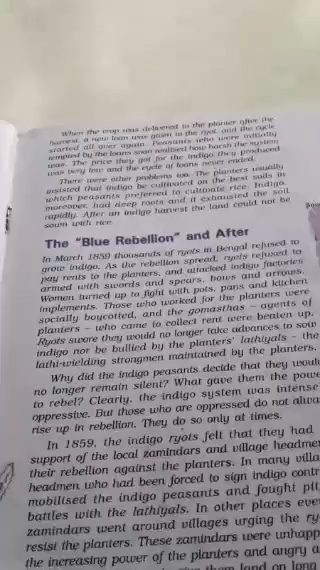 When the crop was delivered to the planter after the
harvest, a new loan was given to the ryot, and the cycle
started all over again. Peasants who were initially
tempted by the loans soon realised how harsh the system
was. The price they got for the indigo they produced
was very low and the cycle of loans never ended.
There were other problems too. The planters usually
insisted that indigo be cultivated on the best soils in
which peasants preferred to cultivate rice. Indigo,
moreover, had deep roots and it exhausted the soil
rapidly. After an indigo harvest the land could not be
sown with rice.
The "Blue Rebellion" and After
In March 1859 thousands of ryots in Bengal refused to
grow indigo. As the rebellion spread, ryots refused to
pay rents to the planters, and attacked indigo factories
armed with swords and spears, bows and arrows.
Women turned up to fight with pots, pans and kitchen
implements. Those who worked for the planters were
socially boycotted, and the gomasthas – agents of
planters – who came to collect rent were beaten up.
Ryots swore they would no longer take advances to sow
indigo nor be bullied by the planters' lathiyals – the
lathi-wielding strongmen maintained by the planters.
Why did the indigo peasants decide that they would
no longer remain silent? What gave them the powe
to rebel? Clearly, the indigo system was intense
oppressive. But those who are oppressed do not alwa
rise up in rebellion. They do so only at times.
In 1859, the indigo ryots felt that they had
support of the local zamindars and village headme
their rebellion against the planters. In many villa
headmen who had been forced to sign indigo contr
mobilised the indigo peasants and fought pit
battles with the lathiyals. In other places eve
zamindars went around villages urging the ry
resist the planters. These zamindars were unhapp
the increasing power of the planters and angry a
them land on long